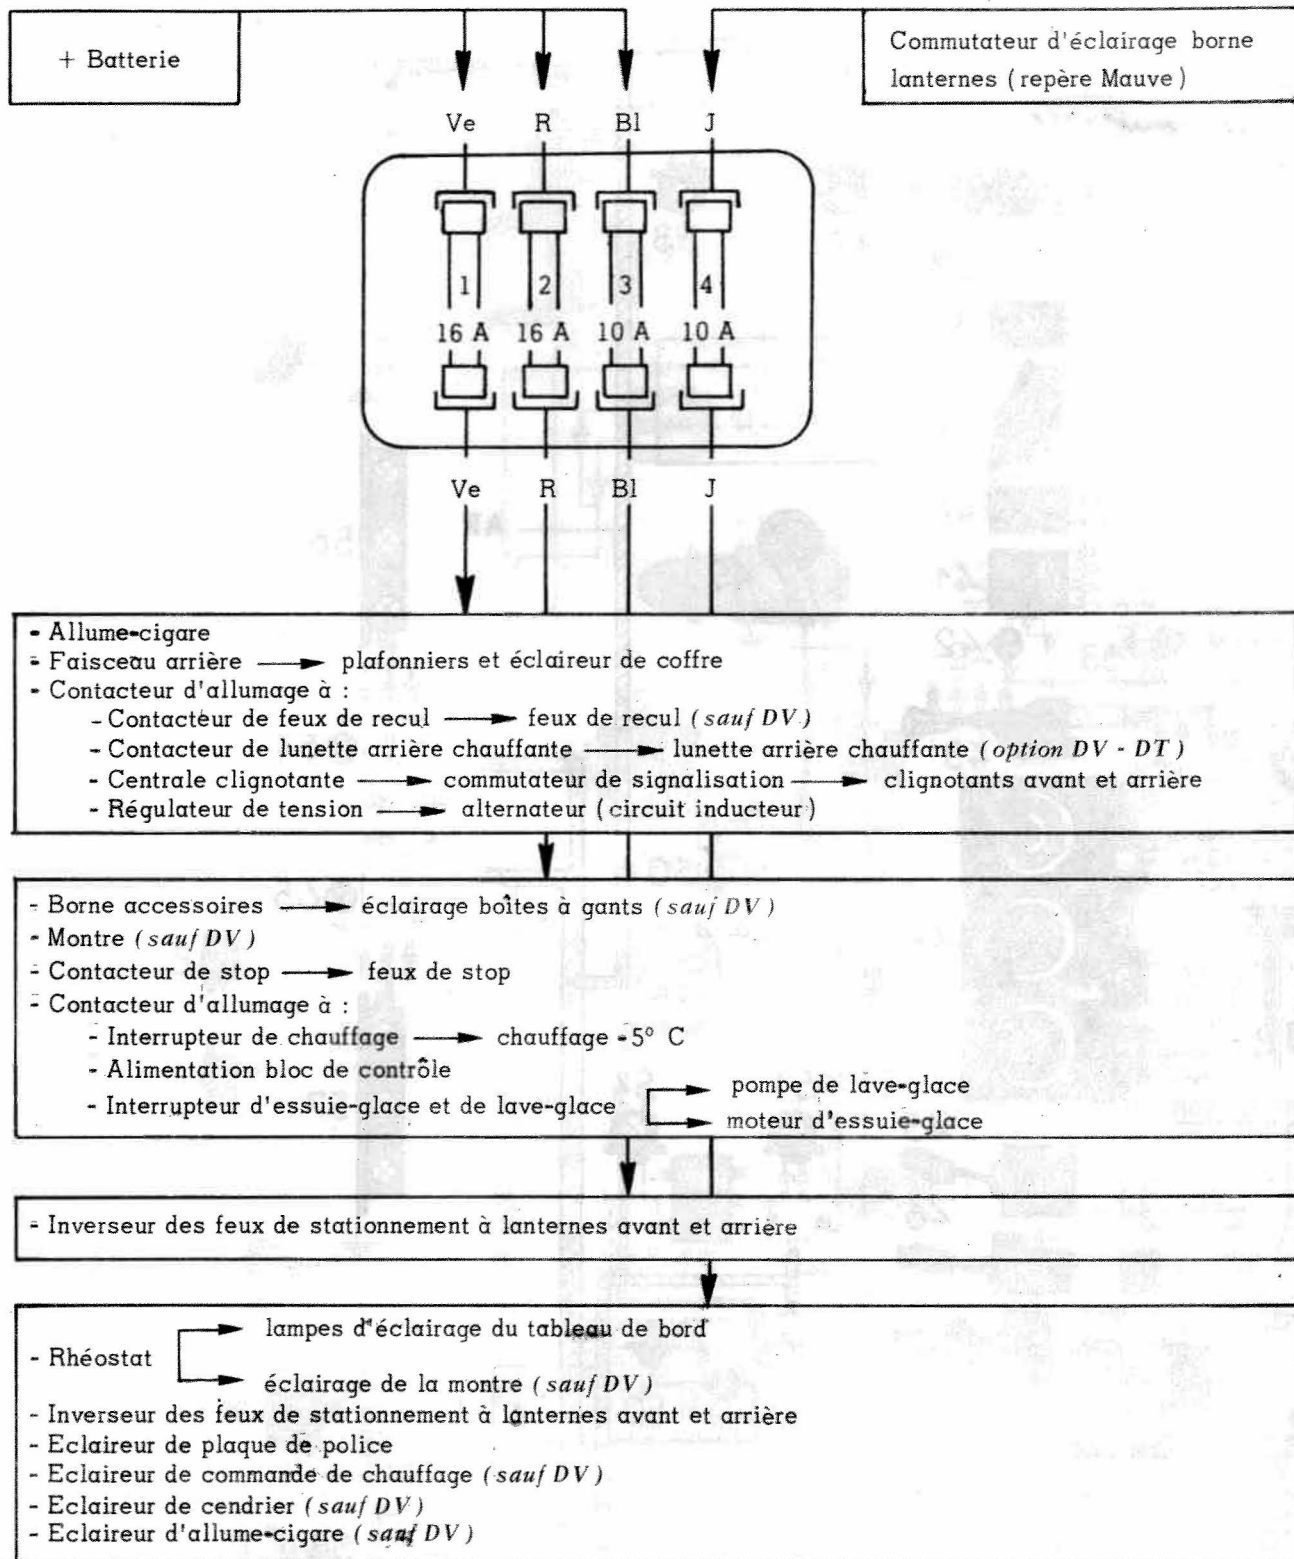 + Batterie
Commutateur d'éclairage borne
lanternes (repère Mauve)
Ve R Bl J
1 2 3 4
16 A 16 A 10 A 10 A
Ve R Bl J
- Allume-cigare
- Faisceau arrière → plafonniers et éclaireur de coffre
- Contacteur d'allumage à :
- Contacteur de feux de recul → feux de recul (sauf DV)
- Contacteur de lunette arrière chauffante → lunette arrière chauffante (option DV - DT)
- Centrale clignotante → commutateur de signalisation → clignotants avant et arrière
- Régulateur de tension → alternateur (circuit inducteur)
- Borne accessoires → éclairage boîtes à gants (sauf DV)
- Montre (sauf DV)
- Contacteur de stop → feux de stop
- Contacteur d'allumage à :
- Interrupteur de chauffage → chauffage -5° C
- Alimentation bloc de contrôle
- Interrupteur d'essuie-glace et de lave-glace
pompe de lave-glace
moteur d'essuie-glace
- Inverseur des feux de stationnement à lanternes avant et arrière
- Rhéostat
lampes d'éclairage du tableau de bord
éclairage de la montre (sauf DV)
- Inverseur des feux de stationnement à lanternes avant et arrière
- Eclaireur de plaque de police
- Eclaireur de commande de chauffage (sauf DV)
- Eclaireur de cendrier (sauf DV)
- Eclaireur d'allume-cigare (sauf DV)